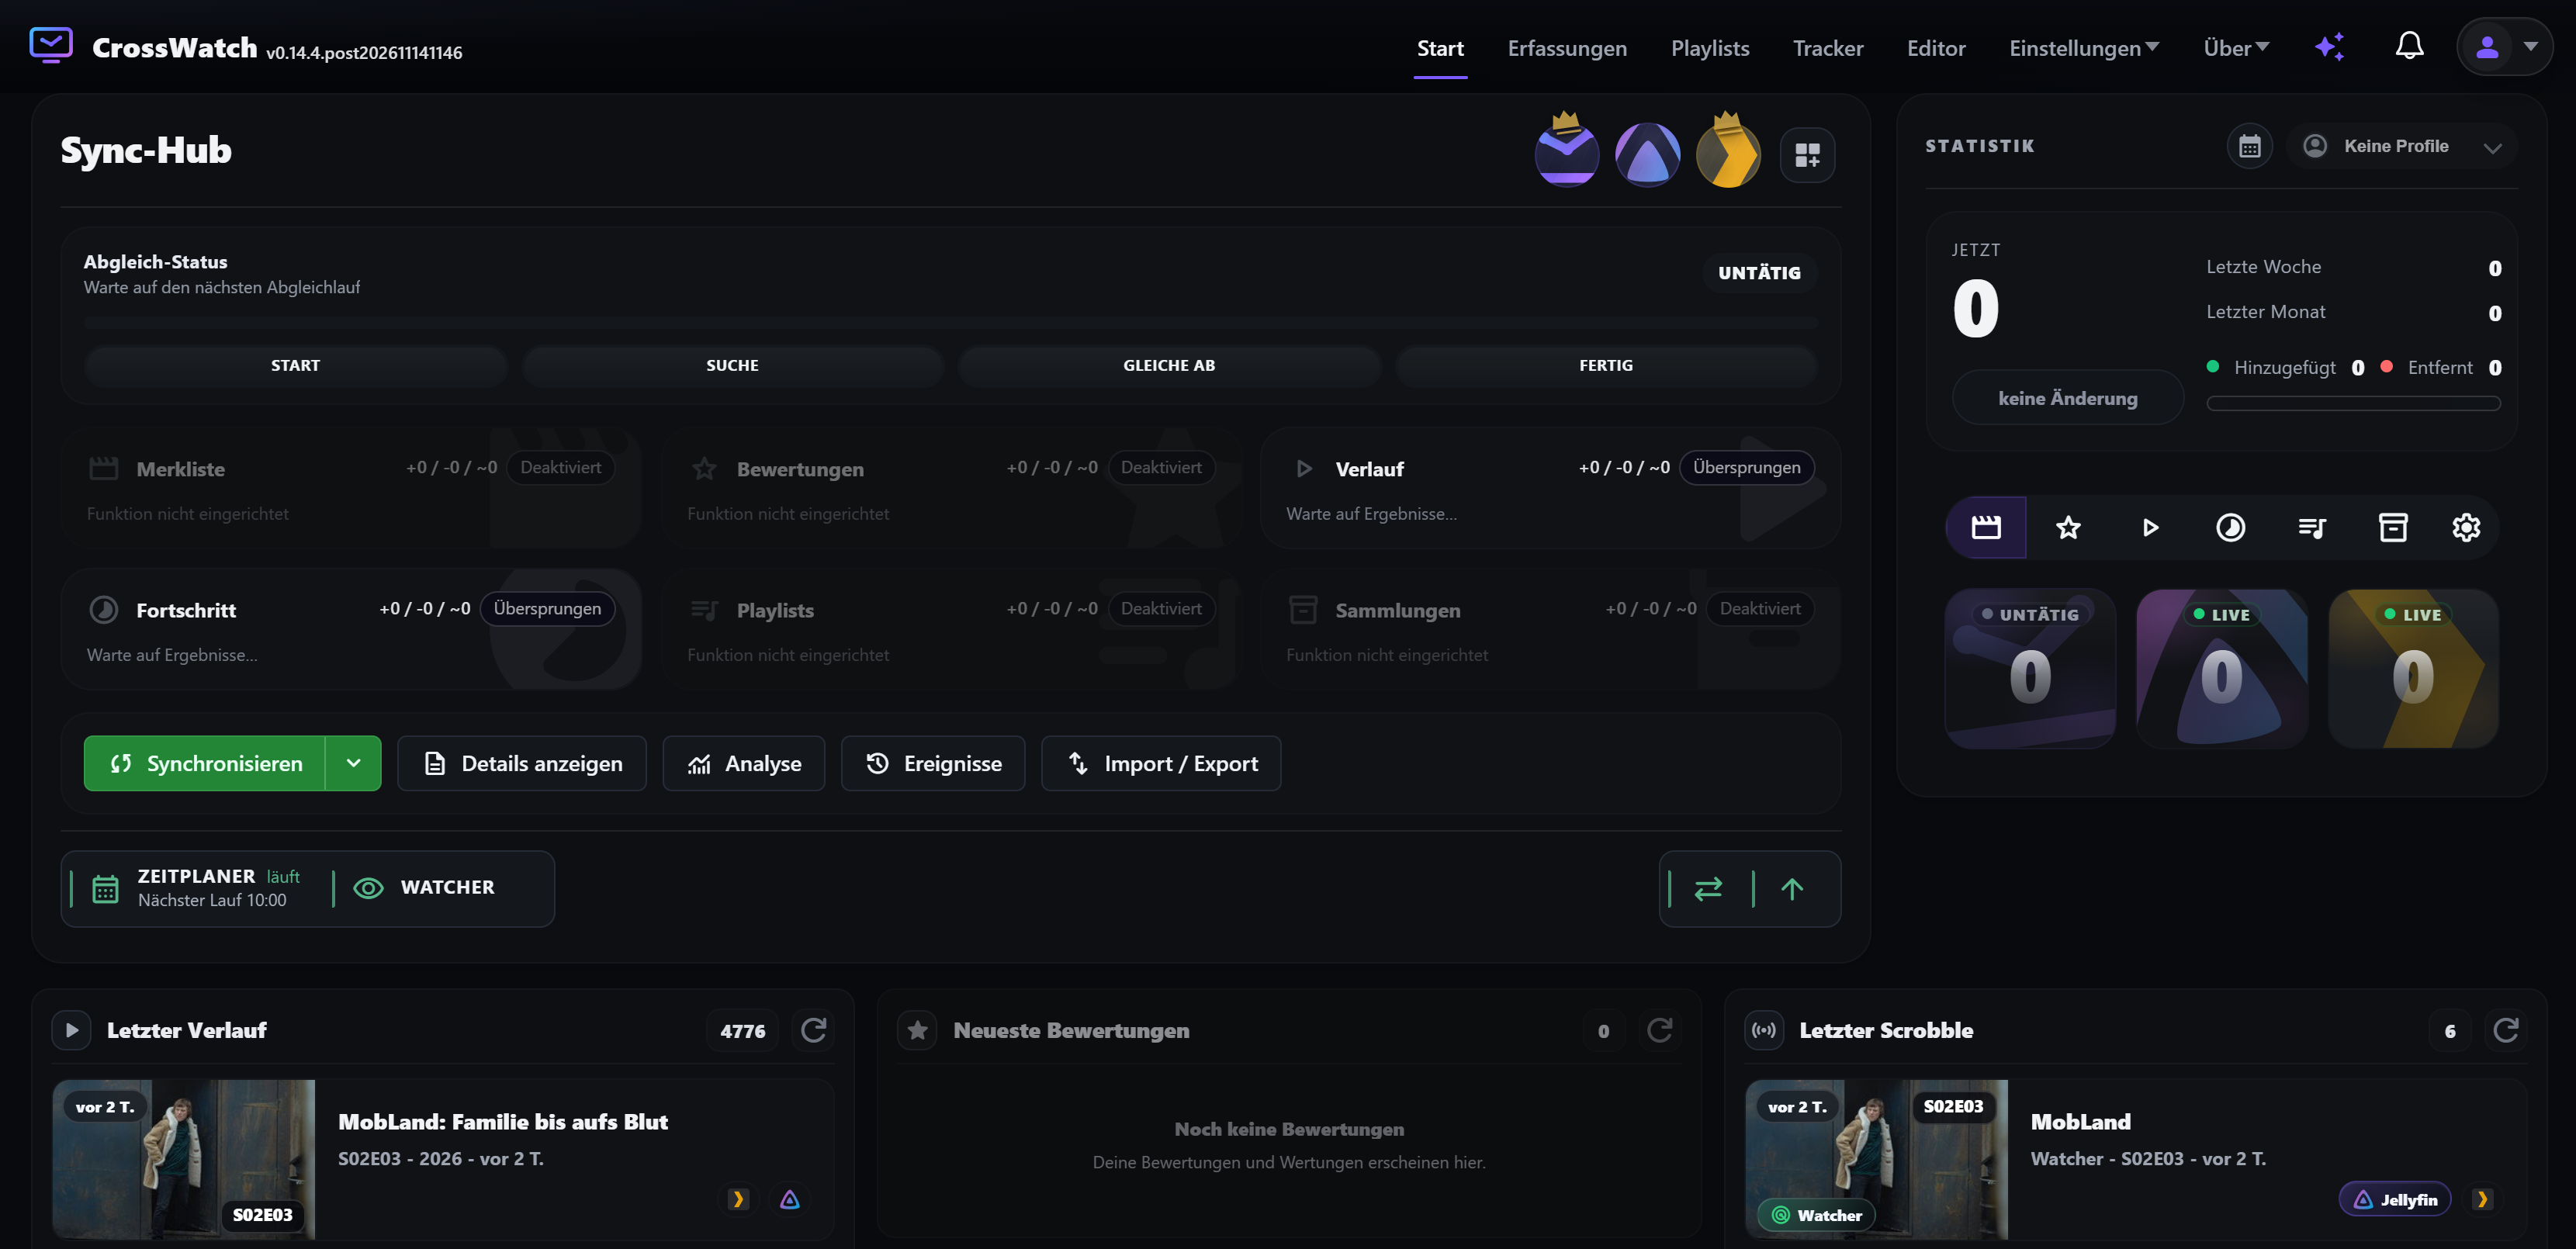 CrossWatch v0.14.4.post202611141146
Start
Erfassungen
Playlists
Tracker
Editor
Einstellungen
Über
Sync-Hub
Abgleich-Status
Warte auf den nächsten Abgleichlauf
UNTÄTIG
START
SUCHE
GLEICHE AB
FERTIG
Merkliste
+0 / -0 / ~0
Deaktiviert
Funktion nicht eingerichtet
Bewertungen
+0 / -0 / ~0
Deaktiviert
Funktion nicht eingerichtet
Verlauf
+0 / -0 / ~0
Übersprungen
Warte auf Ergebnisse...
Fortschritt
+0 / -0 / ~0
Übersprungen
Warte auf Ergebnisse...
Playlists
+0 / -0 / ~0
Deaktiviert
Funktion nicht eingerichtet
Sammlungen
+0 / -0 / ~0
Deaktiviert
Funktion nicht eingerichtet
Synchronisieren
Details anzeigen
Analyse
Ereignisse
Import / Export
ZEITPLANER läuft
Nächster Lauf 10:00
WATCHER
STATISTIK
Keine Profile
JETZT
0
keine Änderung
Letzte Woche 0
Letzter Monat 0
Hinzugefügt 0
Entfernt 0
UNTÄTIG
0
LIVE
0
LIVE
0
Letzter Verlauf
4776
vor 2 T.
S02E03
MobLand: Familie bis aufs Blut
S02E03 - 2026 - vor 2 T.
Neueste Bewertungen
0
Noch keine Bewertungen
Deine Bewertungen und Wertungen erscheinen hier.
Letzter Scrobble
6
vor 2 T.
S02E03
Watcher
MobLand
Watcher - S02E03 - vor 2 T.
Jellyfin